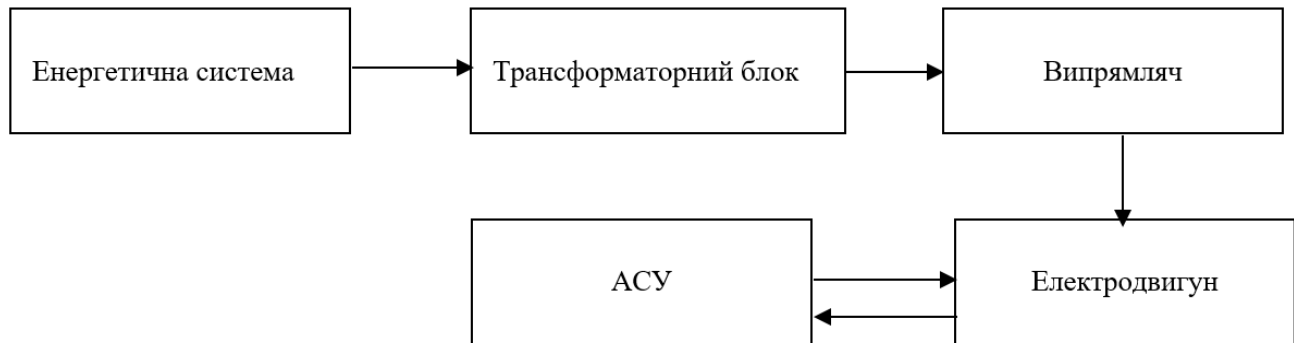 Енергетична система
Трансформаторний блок
Випрямляч
АСУ
Електродвигун